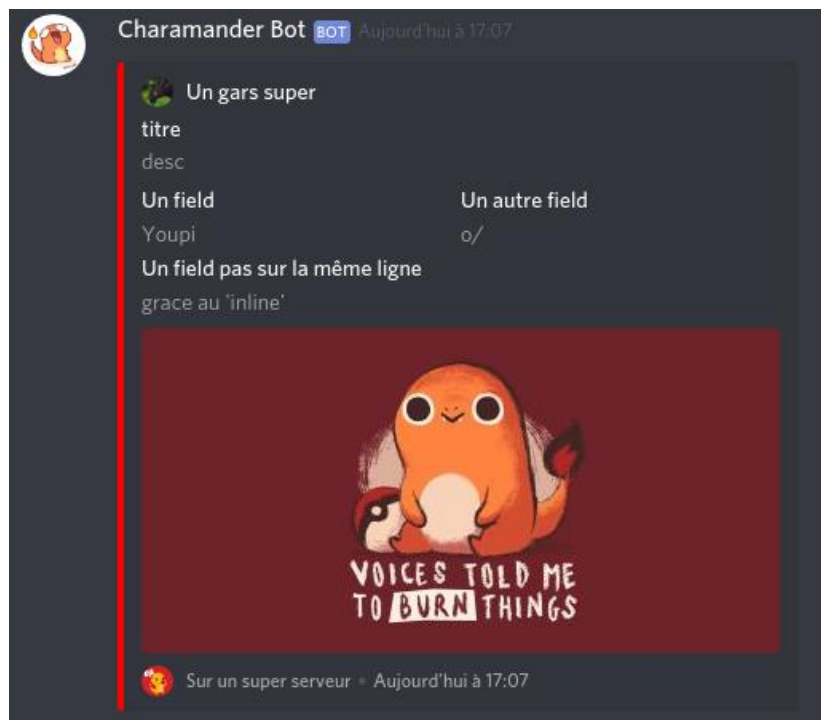 Charamander Bot BOT Aujourd'hui à 17:07
Un gars super
titre
desc
Un field Un autre field
Youpi o/
Un field pas sur la même ligne
grace au 'inline'
VOICES TOLD ME
TO BURN THINGS
Sur un super serveur • Aujourd'hui à 17:07